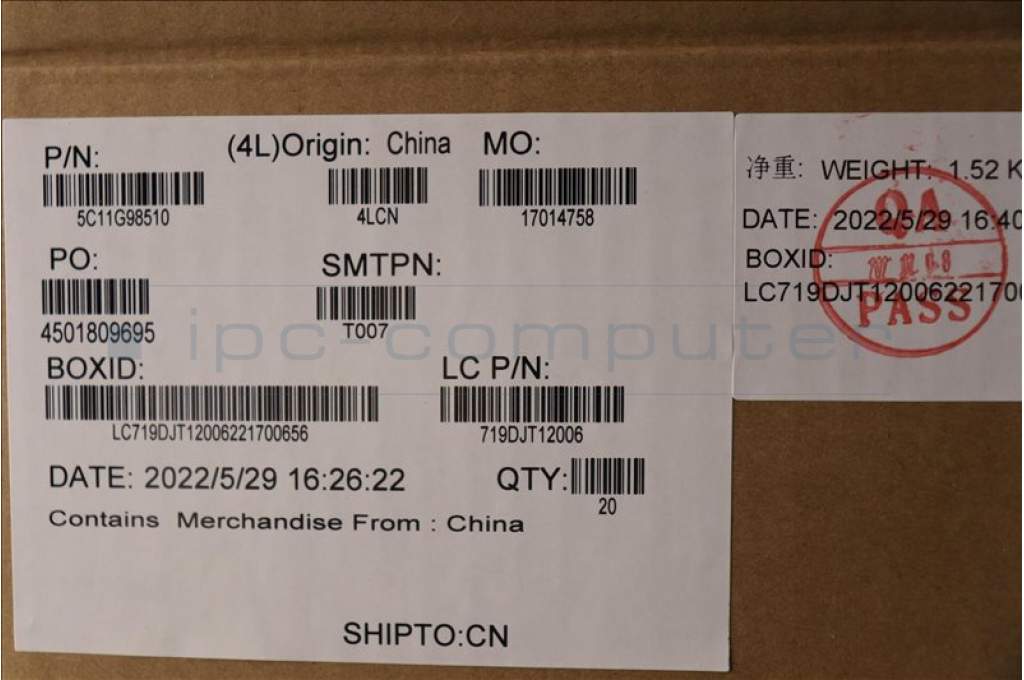 P/N: (4L)Origin: China MO:
5C11G98510 4LCN 17014758
PO: SMTPN:
4501809695 T007
BOXID: LC P/N:
LC719DJT12006221700656 719DJT12006
DATE: 2022/5/29 16:26:22 QTY:
20
Contains Merchandise From : China
SHIPTO:CN
净重: WEIGHT: 1.52 K
DATE: 2022/5/29 16:40
BOXID:
LC719DJT1200622170
QA
PASS
ipc-computer